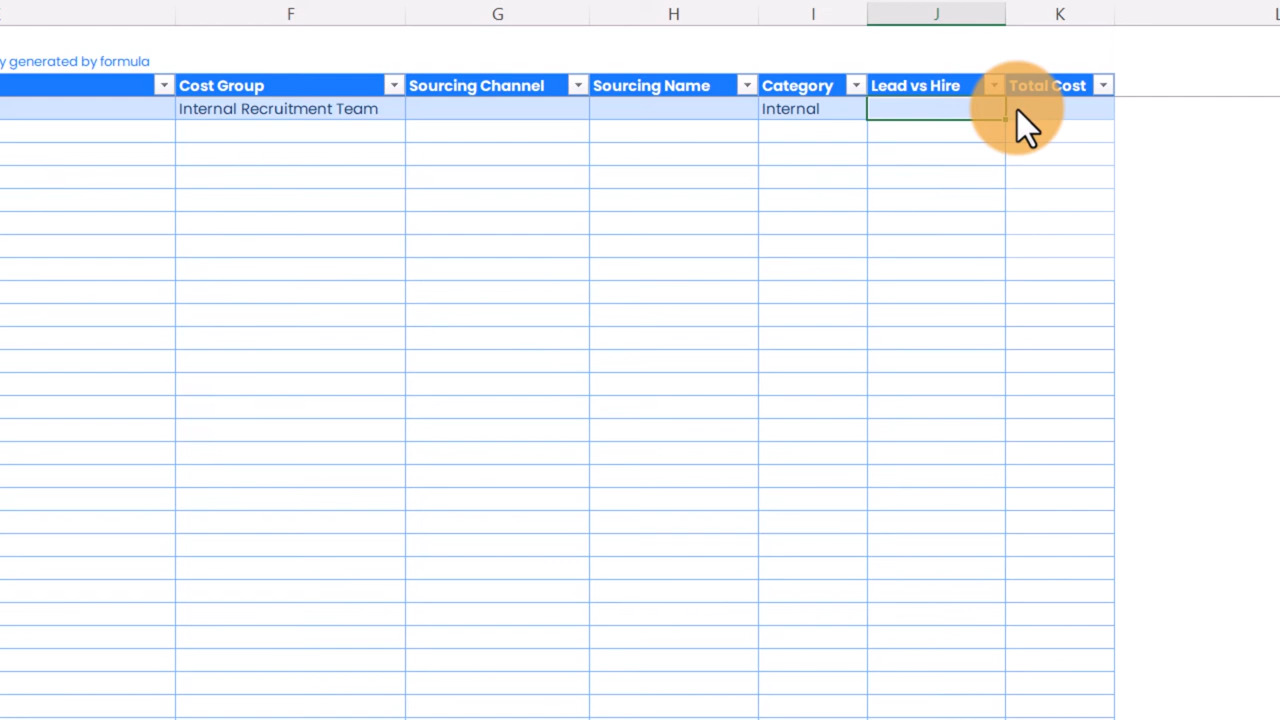 F G H I J K L
y generated by formula
Cost Group Sourcing Channel Sourcing Name Category Lead vs Hire Total Cost
Internal Recruitment Team Internal